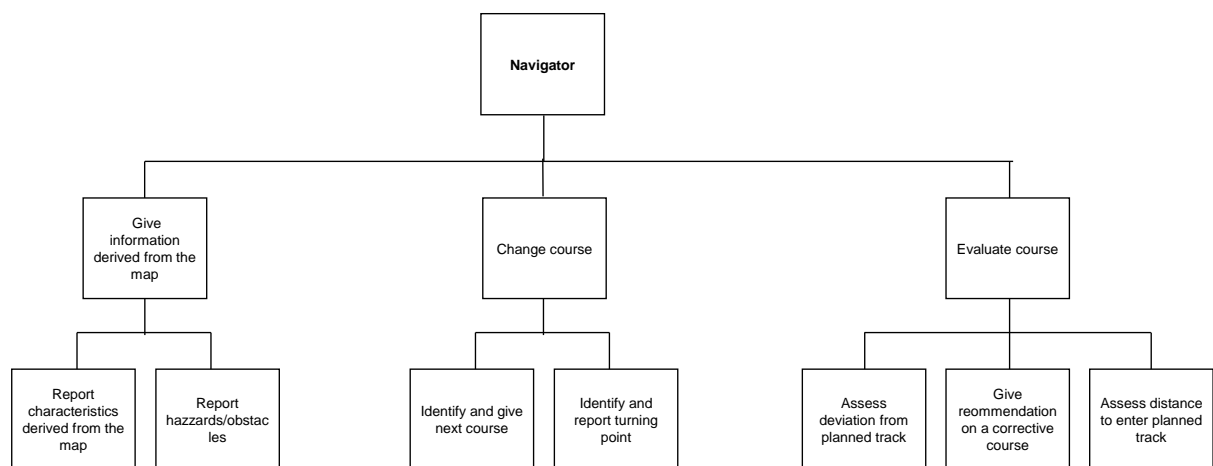 Navigator
Give
information
derived from the
map
Change course
Evaluate course
Report
characteristics
derived from the
map
Report
hazzards/obstac
les
Identify and give
next course
Identify and
report turning
point
Assess
deviation from
planned track
Give
reommendation
on a corrective
course
Assess distance
to enter planned
track